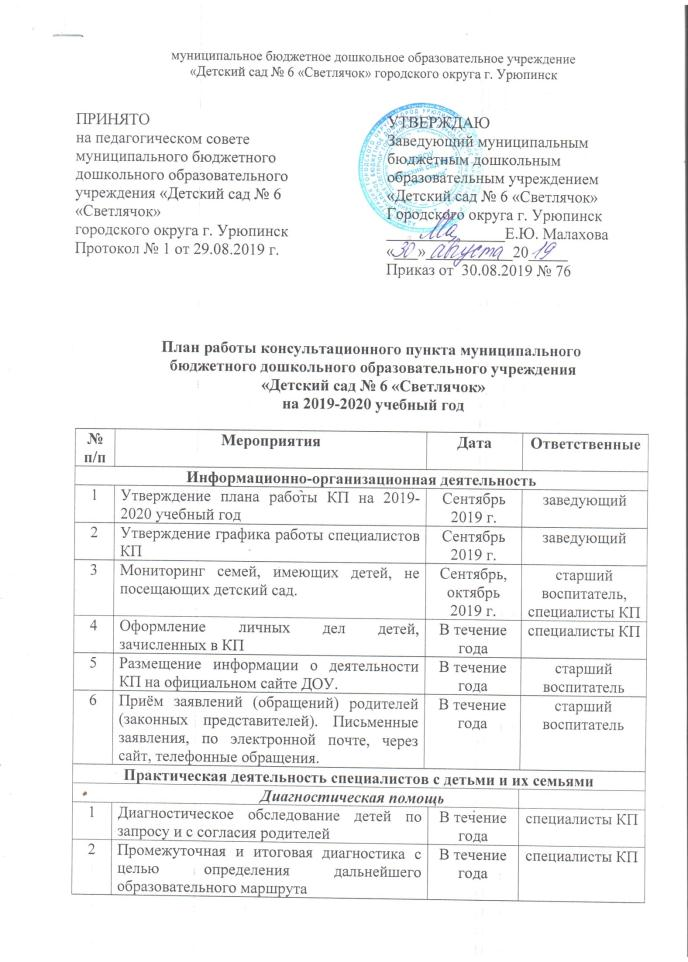 муниципальное бюджетное дошкольное образовательное учреждение
«Детский сад № 6 «Светлячок» городского округа г. Урюпинск
ПРИНЯТО
на педагогическом совете
муниципального бюджетного
дошкольного образовательного
учреждения «Детский сад № 6
«Светлячок»
городского округа г. Урюпинск
Протокол № 1 от 29.08.2019 г.
УТВЕРЖДАЮ
Заведующий муниципальным
бюджетным дошкольным
образовательным учреждением
«Детский сад № 6 «Светлячок»
Городского округа г. Урюпинск
Е.Ю. Малахова
«30» августа 2019
Приказ от 30.08.2019 № 76
План работы консультационного пункта муниципального
бюджетного дошкольного образовательного учреждения
«Детский сад № 6 «Светлячок»
на 2019-2020 учебный год
№ Мероприятия Дата Ответственные
п/п
Информационно-организационная деятельность
1 Утверждение плана работы КП на 2019- Сентябрь заведующий
2020 учебный год 2019 г.
2 Утверждение графика работы специалистов Сентябрь заведующий
КП 2019 г.
3 Мониторинг семей, имеющих детей, не Сентябрь, старший
посещающих детский сад. октябрь воспитатель,
2019 г. специалисты КП
4 Оформление личных дел детей, В течение специалисты КП
зачисленных в КП года
5 Размещение информации о деятельности В течение старший
КП на официальном сайте ДОУ. года воспитатель
6 Приём заявлений (обращений) родителей В течение старший
(законных представителей). Письменные года воспитатель
заявления, по электронной почте, через
сайт, телефонные обращения.
Практическая деятельность специалистов с детьми и их семьями
Диагностическая помощь
1 Диагностическое обследование детей по В течение специалисты КП
запросу и с согласия родителей года
2 Промежуточная и итоговая диагностика с В течение специалисты КП
целью определения дальнейшего года
образовательного маршрута